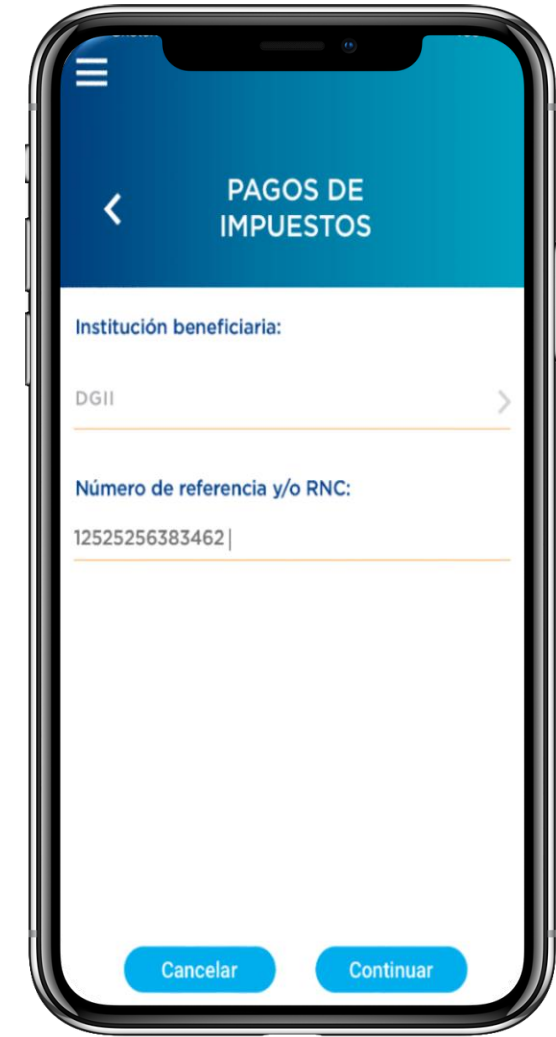 PAGOS DE
IMPUESTOS
Institución beneficiaria:
DGII
Número de referencia y/o RNC:
12525256383462
Cancelar
Continuar